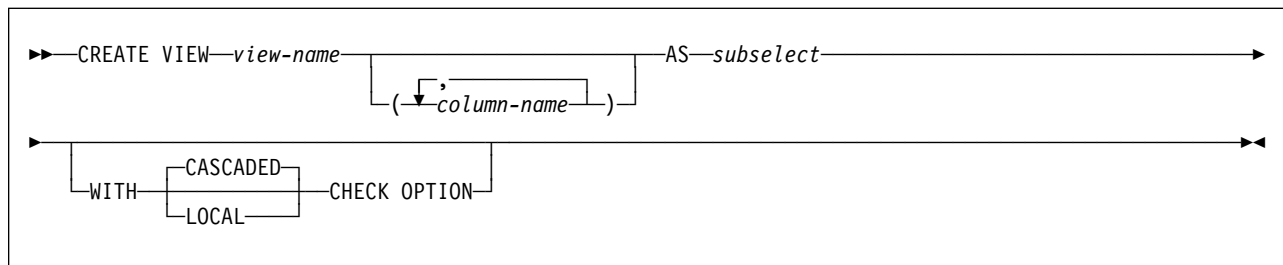 CREATE VIEW view-name AS subselect
,
( column-name )
CASCADED
WITH CHECK OPTION
LOCAL